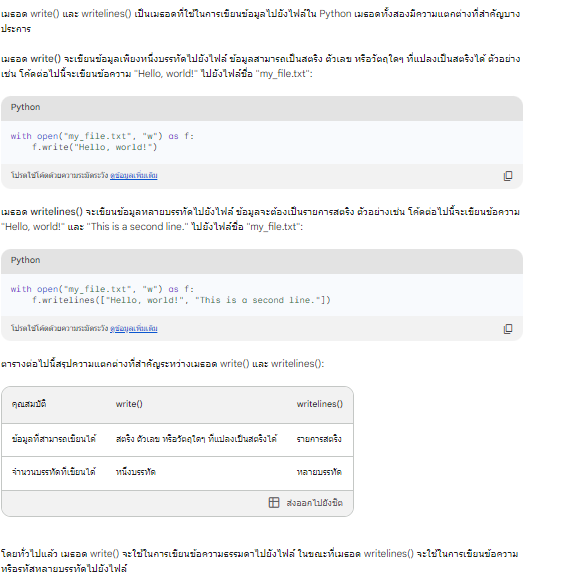 เมธอด write() และ writelines() เป็นเมธอดที่ใช้ในการเขียนข้อมูลไปยังไฟล์ใน Python เมธอดทั้งสองมีความแตกต่างที่สำคัญบาง
ประการ
เมธอด write() จะเขียนข้อมูลเพียงหนึ่งบรรทัดไปยังไฟล์ ข้อมูลสามารถเป็นสตริง ตัวเลข หรือวัตถุใดๆ ที่แปลงเป็นสตริงได้ ตัวอย่าง
เช่น โค้ดต่อไปนี้จะเขียนข้อความ "Hello, world!" ไปยังไฟล์ชื่อ "my_file.txt":
Python
with open("my_file.txt", "w") as f:
    f.write("Hello, world!")
โปรดใช้โค้ดด้วยความระมัดระวัง ดูข้อมูลเพิ่มเติม
เมธอด writelines() จะเขียนข้อมูลหลายบรรทัดไปยังไฟล์ ข้อมูลจะต้องเป็นรายการสตริง ตัวอย่างเช่น โค้ดต่อไปนี้จะเขียนข้อความ
"Hello, world!" และ "This is a second line." ไปยังไฟล์ชื่อ "my_file.txt":
Python
with open("my_file.txt", "w") as f:
    f.writelines(["Hello, world!", "This is a second line."])
โปรดใช้โค้ดด้วยความระมัดระวัง ดูข้อมูลเพิ่มเติม
ตารางต่อไปนี้สรุปความแตกต่างที่สำคัญระหว่างเมธอด write() และ writelines():
คุณสมบัติ write() writelines()
ข้อมูลที่สามารถเขียนได้ สตริง ตัวเลข หรือวัตถุใดๆ ที่แปลงเป็นสตริงได้ รายการสตริง
จำนวนบรรทัดที่เขียนได้ หนึ่งบรรทัด หลายบรรทัด
ส่งออกไปยังชีต
โดยทั่วไปแล้ว เมธอด write() จะใช้ในการเขียนข้อความธรรมดาไปยังไฟล์ ในขณะที่เมธอด writelines() จะใช้ในการเขียนข้อความ
หรือรหัสหลายบรรทัดไปยังไฟล์